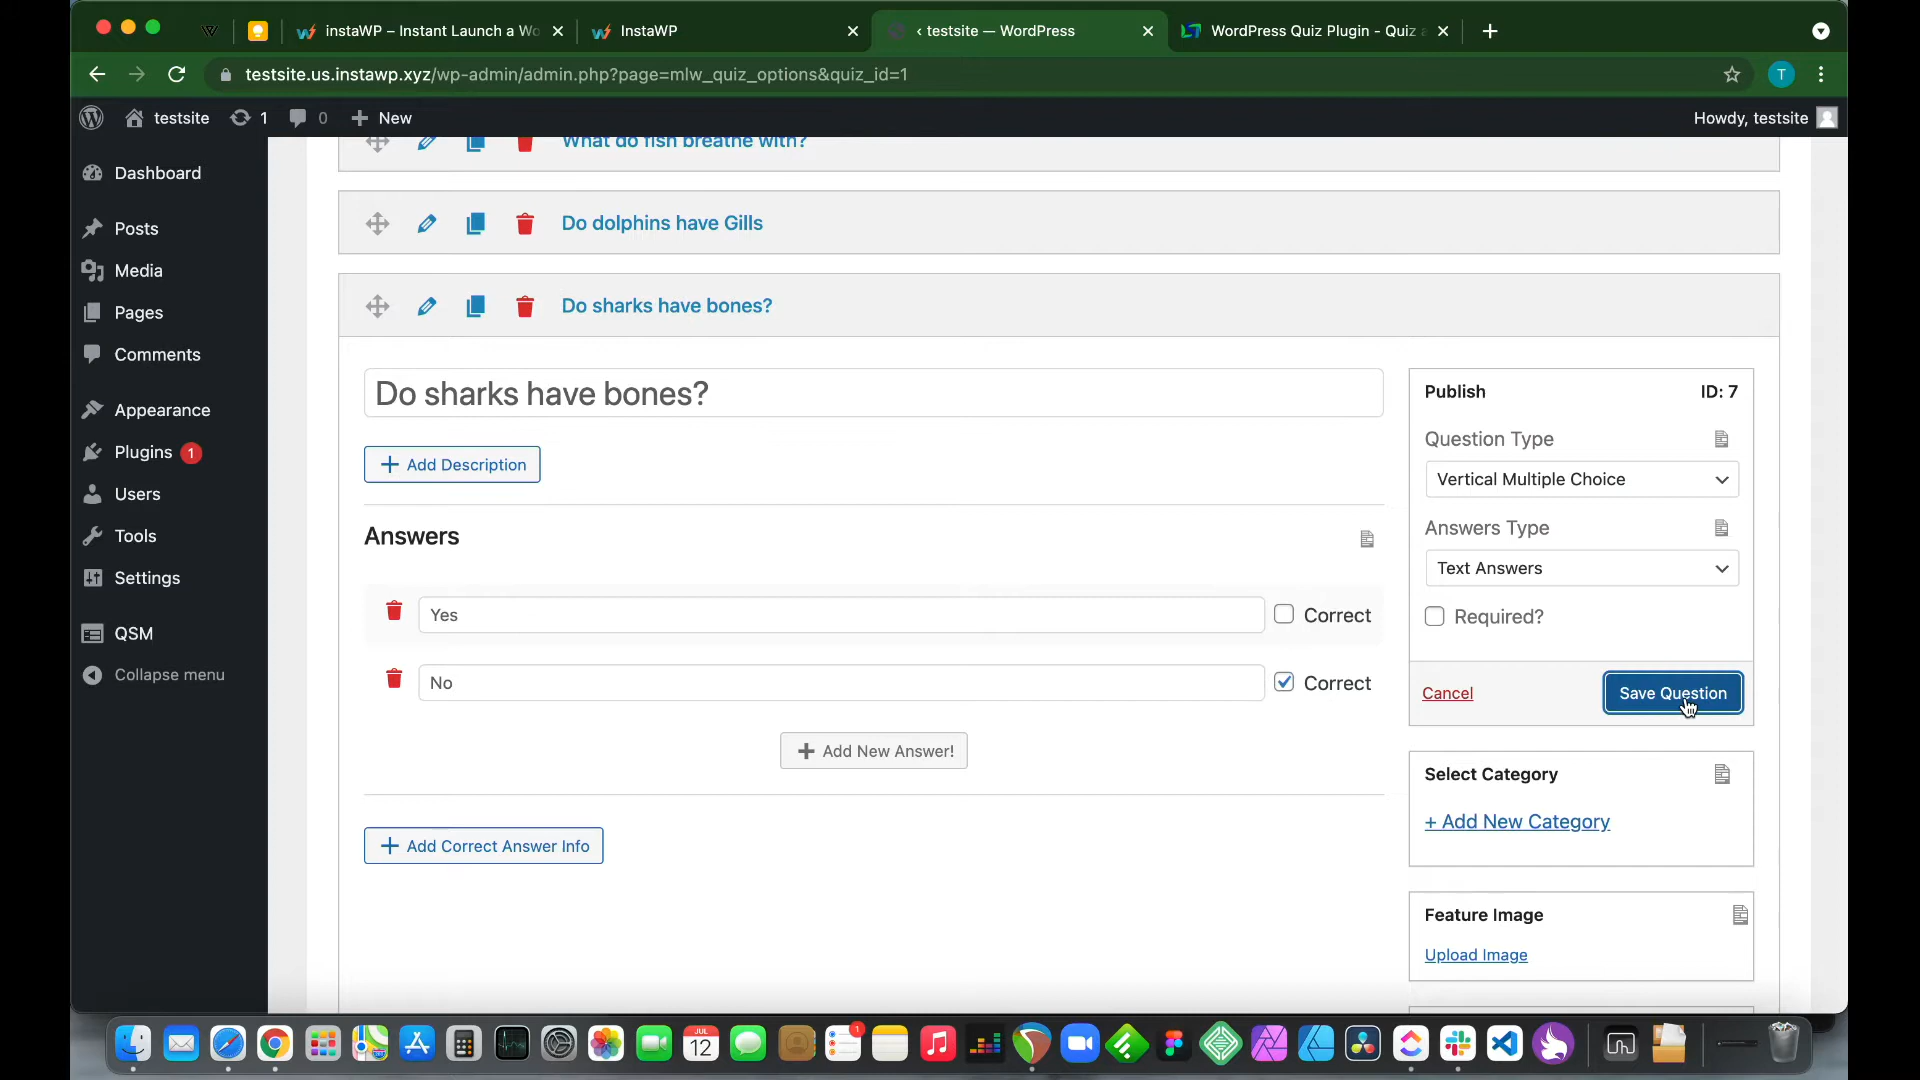 instaWP – Instant Launch a Wo
InstaWP
‹ testsite — WordPress
WordPress Quiz Plugin - Quiz a
testsite.us.instawp.xyz/wp-admin/admin.php?page=mlw_quiz_options&quiz_id=1
T
testsite
1
0
New
Howdy, testsite
Dashboard
Posts
Media
Pages
Comments
Appearance
Plugins 1
Users
Tools
Settings
QSM
Collapse menu
What do fish breathe with?
Do dolphins have Gills
Do sharks have bones?
Do sharks have bones?
Add Description
Answers
Yes
Correct
No
Correct
Add New Answer!
Add Correct Answer Info
Publish
ID: 7
Question Type
Vertical Multiple Choice
Answers Type
Text Answers
Required?
Cancel
Save Question
Select Category
+ Add New Category
Feature Image
Upload Image
JUL
12
1